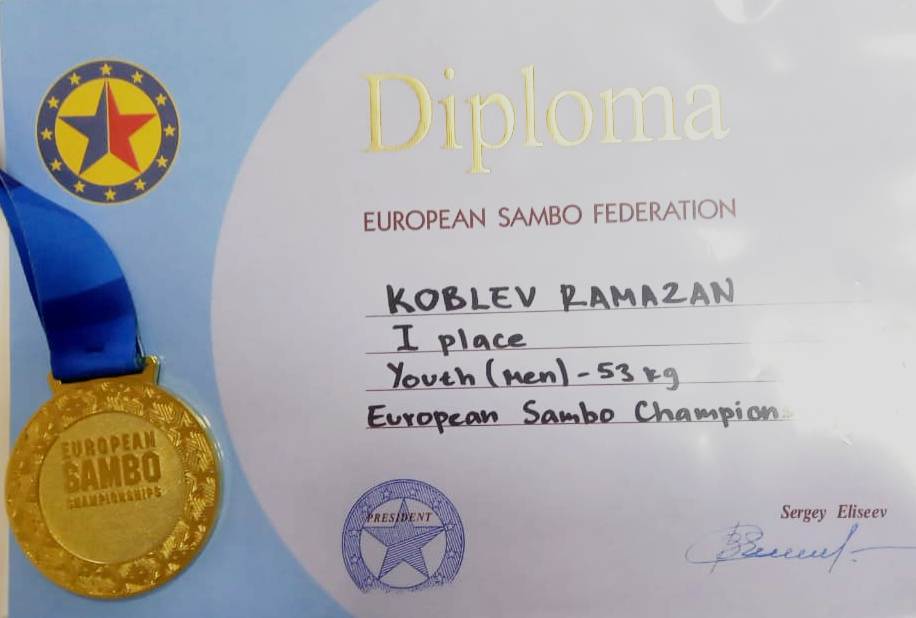 Diploma
EUROPEAN SAMBO FEDERATION
KOBLEV RAMAZAN
I place
Youth (men) - 53 kg
European Sambo Champion
EUROPEAN
SAMBO
CHAMPIONSHIPS
PRESIDENT
Sergey Eliseev